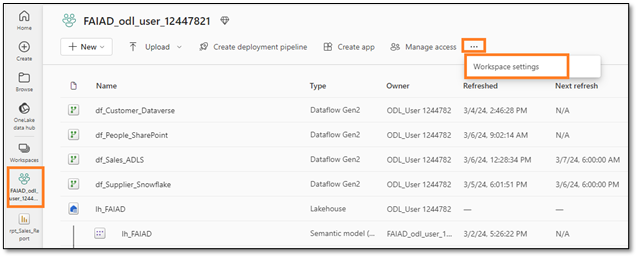 Home
Create
Browse
OneLake
data hub
Workspaces
FAIAD_odl_
user_1244...
rpt_Sales_Re
port
FAIAD_odl_user_12447821
+ New
Upload
Create deployment pipeline
Create app
Manage access
...
Workspace settings
Name Type Owner Refreshed Next refresh
df_Customer_Dataverse Dataflow Gen2 ODL_User 1244782 3/4/24, 2:46:28 PM N/A
df_People_SharePoint Dataflow Gen2 ODL_User 1244782 3/6/24, 9:02:14 AM N/A
df_Sales_ADLS Dataflow Gen2 ODL_User 1244782 3/6/24, 12:28:34 PM 3/7/24, 6:00:00 AM
df_Supplier_Snowflake Dataflow Gen2 ODL_User 1244782 3/5/24, 6:01:51 PM 3/6/24, 6:00:00 AM
lh_FAIAD Lakehouse ODL_User 1244782 — —
lh_FAIAD Semantic model (... FAIAD_odl_user_1... 3/2/24, 5:26:22 PM N/A